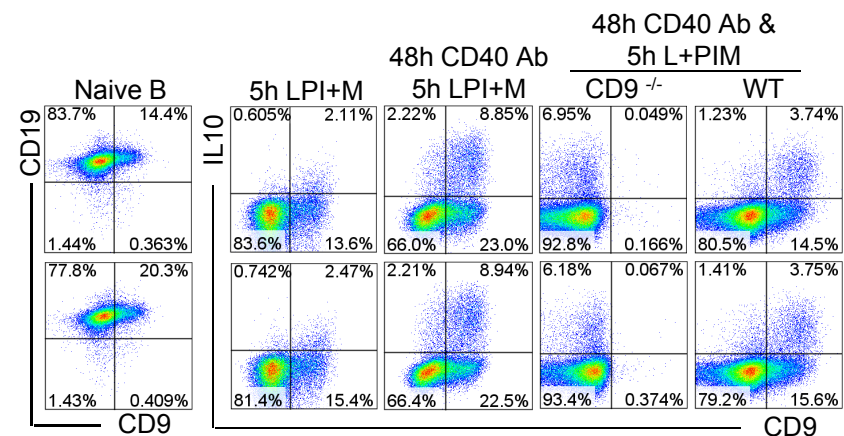 48h CD40 Ab &
48h CD40 Ab 5h L+PIM
Naive B 5h LPI+M 5h LPI+M CD9 -/- WT
CD19
IL10
83.7% 14.4% 0.605% 2.11% 2.22% 8.85% 6.95% 0.049% 1.23% 3.74%
1.44% 0.363% 83.6% 13.6% 66.0% 23.0% 92.8% 0.166% 80.5% 14.5%
77.8% 20.3% 0.742% 2.47% 2.21% 8.94% 6.18% 0.067% 1.41% 3.75%
1.43% 0.409% 81.4% 15.4% 66.4% 22.5% 93.4% 0.374% 79.2% 15.6%
CD9 CD9